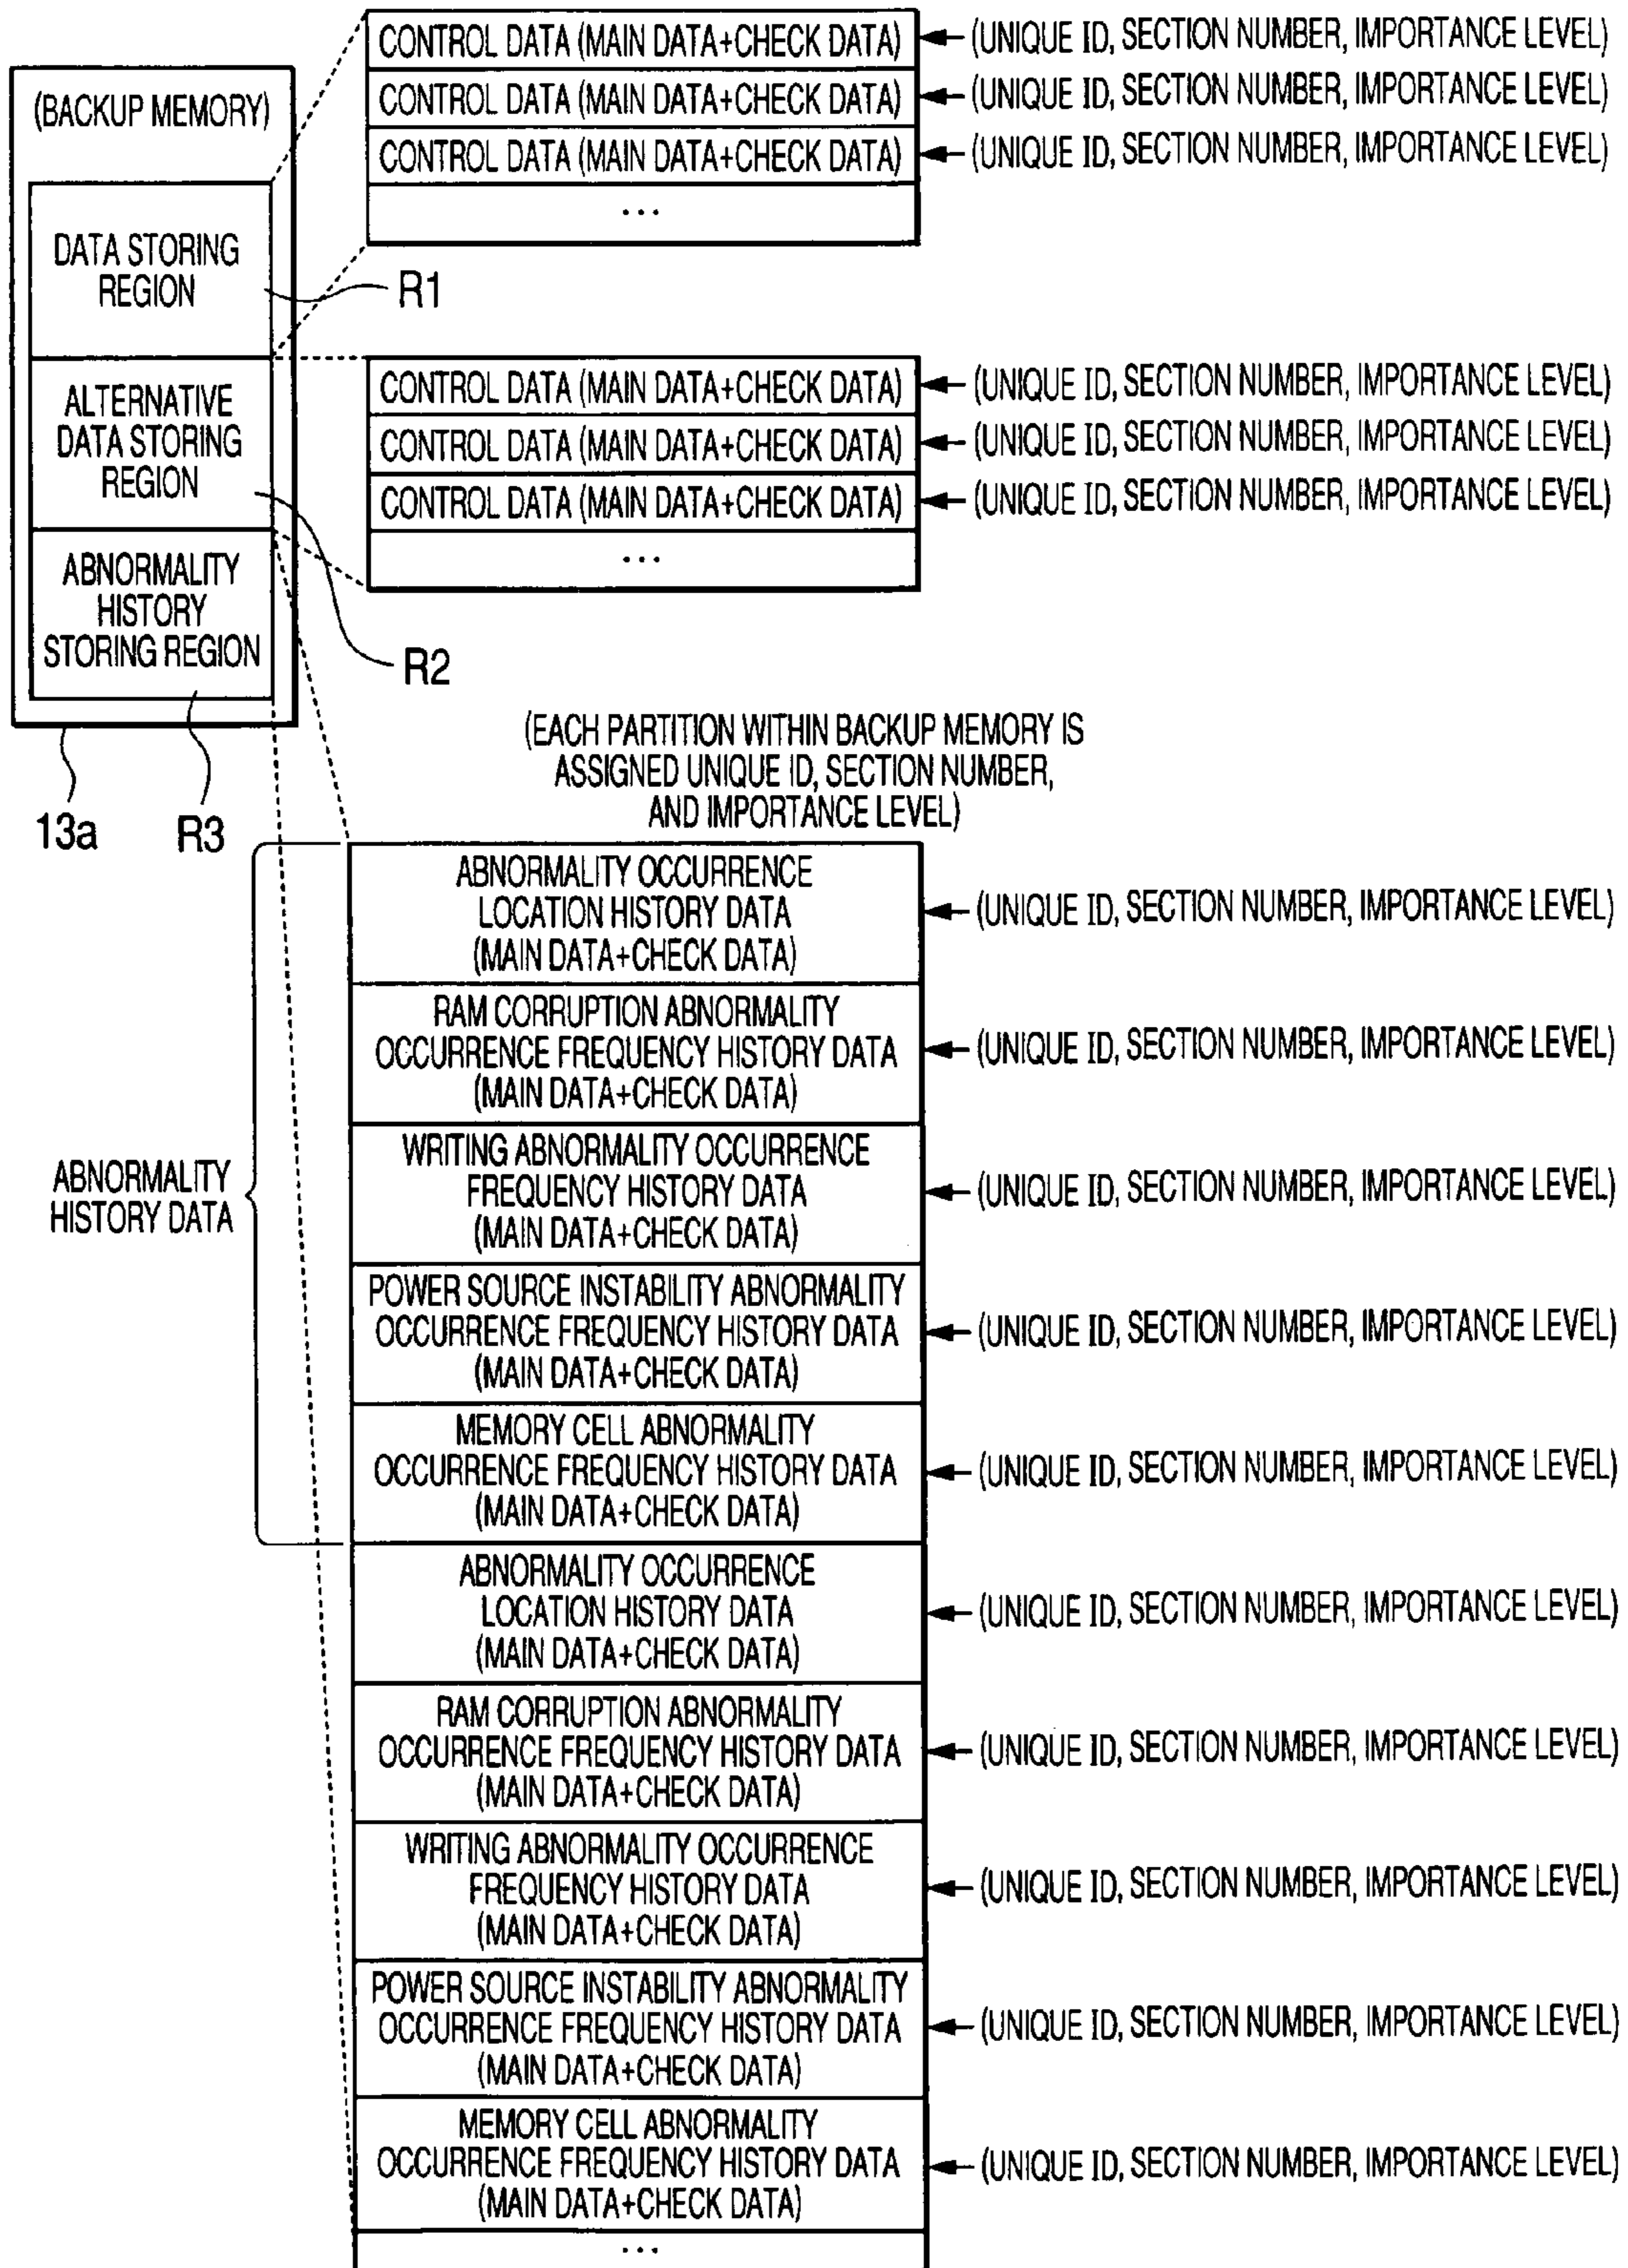 CONTROL DATA (MAIN DATA+CHECK DATA) (UNIQUE ID, SECTION NUMBER, IMPORTANCE LEVEL)
CONTROL DATA (MAIN DATA+CHECK DATA) (UNIQUE ID, SECTION NUMBER, IMPORTANCE LEVEL)
CONTROL DATA (MAIN DATA+CHECK DATA) (UNIQUE ID, SECTION NUMBER, IMPORTANCE LEVEL)
...
(BACKUP MEMORY)
DATA STORING
REGION
R1
ALTERNATIVE
DATA STORING
REGION
R2
ABNORMALITY
HISTORY
STORING REGION
R3
13a
CONTROL DATA (MAIN DATA+CHECK DATA) (UNIQUE ID, SECTION NUMBER, IMPORTANCE LEVEL)
CONTROL DATA (MAIN DATA+CHECK DATA) (UNIQUE ID, SECTION NUMBER, IMPORTANCE LEVEL)
CONTROL DATA (MAIN DATA+CHECK DATA) (UNIQUE ID, SECTION NUMBER, IMPORTANCE LEVEL)
...
(EACH PARTITION WITHIN BACKUP MEMORY IS
ASSIGNED UNIQUE ID, SECTION NUMBER,
AND IMPORTANCE LEVEL)
ABNORMALITY
HISTORY DATA
ABNORMALITY OCCURRENCE
LOCATION HISTORY DATA
(MAIN DATA+CHECK DATA)
(UNIQUE ID, SECTION NUMBER, IMPORTANCE LEVEL)
RAM CORRUPTION ABNORMALITY
OCCURRENCE FREQUENCY HISTORY DATA
(MAIN DATA+CHECK DATA)
(UNIQUE ID, SECTION NUMBER, IMPORTANCE LEVEL)
WRITING ABNORMALITY OCCURRENCE
FREQUENCY HISTORY DATA
(MAIN DATA+CHECK DATA)
(UNIQUE ID, SECTION NUMBER, IMPORTANCE LEVEL)
POWER SOURCE INSTABILITY ABNORMALITY
OCCURRENCE FREQUENCY HISTORY DATA
(MAIN DATA+CHECK DATA)
(UNIQUE ID, SECTION NUMBER, IMPORTANCE LEVEL)
MEMORY CELL ABNORMALITY
OCCURRENCE FREQUENCY HISTORY DATA
(MAIN DATA+CHECK DATA)
(UNIQUE ID, SECTION NUMBER, IMPORTANCE LEVEL)
ABNORMALITY OCCURRENCE
LOCATION HISTORY DATA
(MAIN DATA+CHECK DATA)
(UNIQUE ID, SECTION NUMBER, IMPORTANCE LEVEL)
RAM CORRUPTION ABNORMALITY
OCCURRENCE FREQUENCY HISTORY DATA
(MAIN DATA+CHECK DATA)
(UNIQUE ID, SECTION NUMBER, IMPORTANCE LEVEL)
WRITING ABNORMALITY OCCURRENCE
FREQUENCY HISTORY DATA
(MAIN DATA+CHECK DATA)
(UNIQUE ID, SECTION NUMBER, IMPORTANCE LEVEL)
POWER SOURCE INSTABILITY ABNORMALITY
OCCURRENCE FREQUENCY HISTORY DATA
(MAIN DATA+CHECK DATA)
(UNIQUE ID, SECTION NUMBER, IMPORTANCE LEVEL)
MEMORY CELL ABNORMALITY
OCCURRENCE FREQUENCY HISTORY DATA
(MAIN DATA+CHECK DATA)
(UNIQUE ID, SECTION NUMBER, IMPORTANCE LEVEL)
...